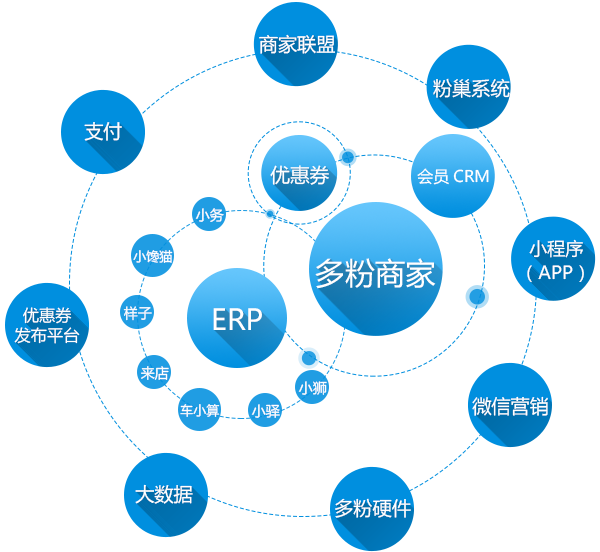 商家联盟
粉巢系统
支付
优惠券
会员 CRM
小务
小馋猫
小程序
（APP）
多粉商家
样子
ERP
优惠券
发布平台
来店
小狮
车小算
小驿
微信营销
大数据
多粉硬件